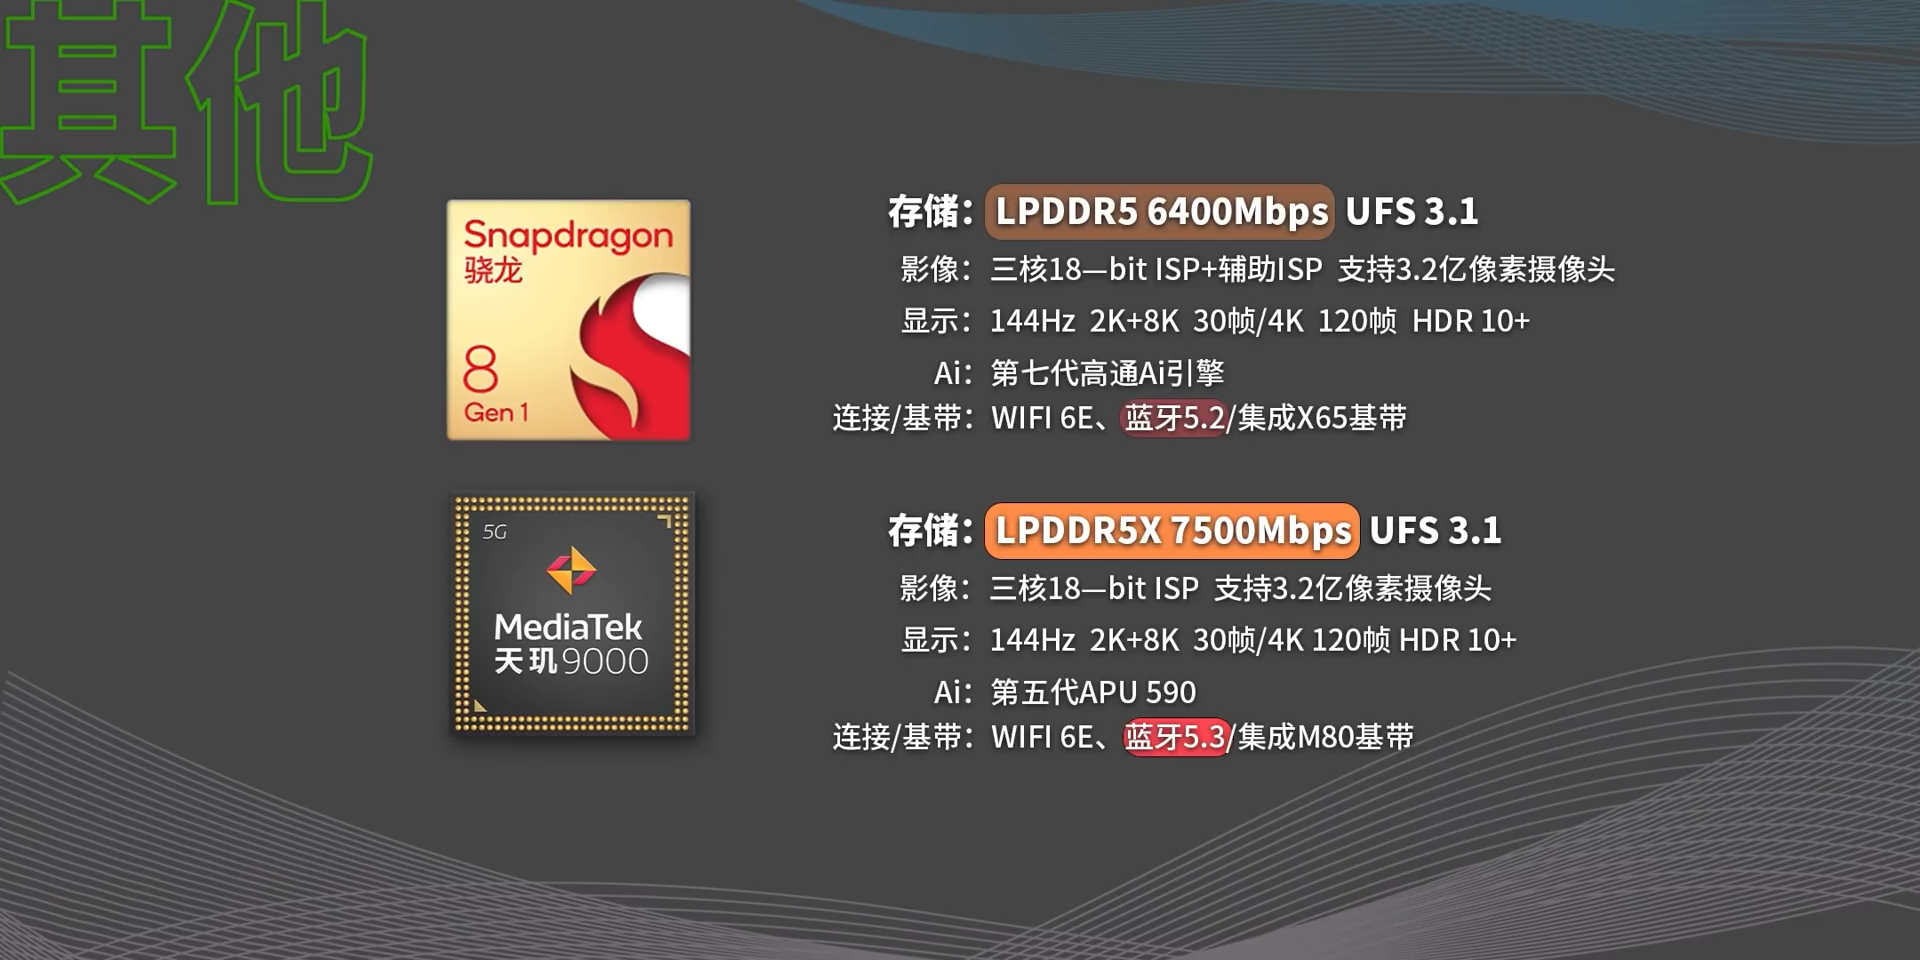 其他
Snapdragon
骁龙
8
Gen 1
存储：LPDDR5 6400Mbps UFS 3.1
影像：三核18—bit ISP+辅助ISP 支持3.2亿像素摄像头
显示：144Hz 2K+8K 30帧/4K 120帧 HDR 10+
Ai：第七代高通Ai引擎
连接/基带：WIFI 6E、蓝牙5.2/集成X65基带
5G
MediaTek
天玑9000
存储：LPDDR5X 7500Mbps UFS 3.1
影像：三核18—bit ISP 支持3.2亿像素摄像头
显示：144Hz 2K+8K 30帧/4K 120帧 HDR 10+
Ai：第五代APU 590
连接/基带：WIFI 6E、蓝牙5.3/集成M80基带